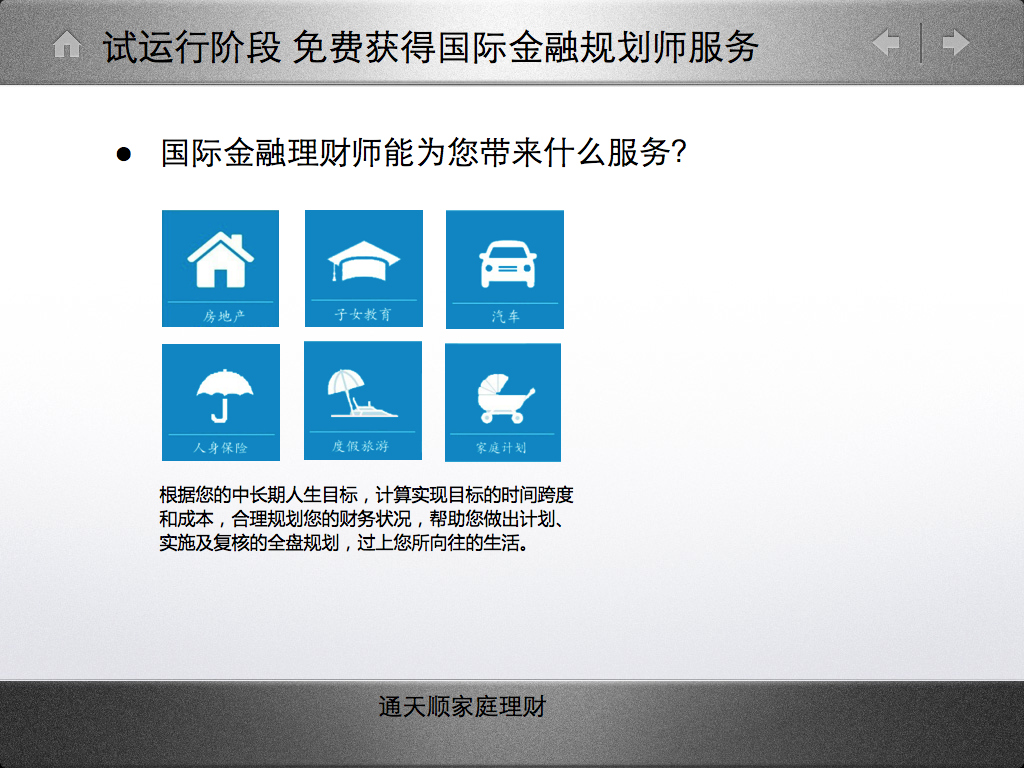 试运行阶段 免费获得国际金融规划师服务
● 国际金融理财师能为您带来什么服务?
房地产
子女教育
汽车
人身保险
度假旅游
家庭计划
根据您的中长期人生目标，计算实现目标的时间跨度
和成本，合理规划您的财务状况，帮助您做出计划、
实施及复核的全盘规划，过上您所向往的生活。
通天顺家庭理财